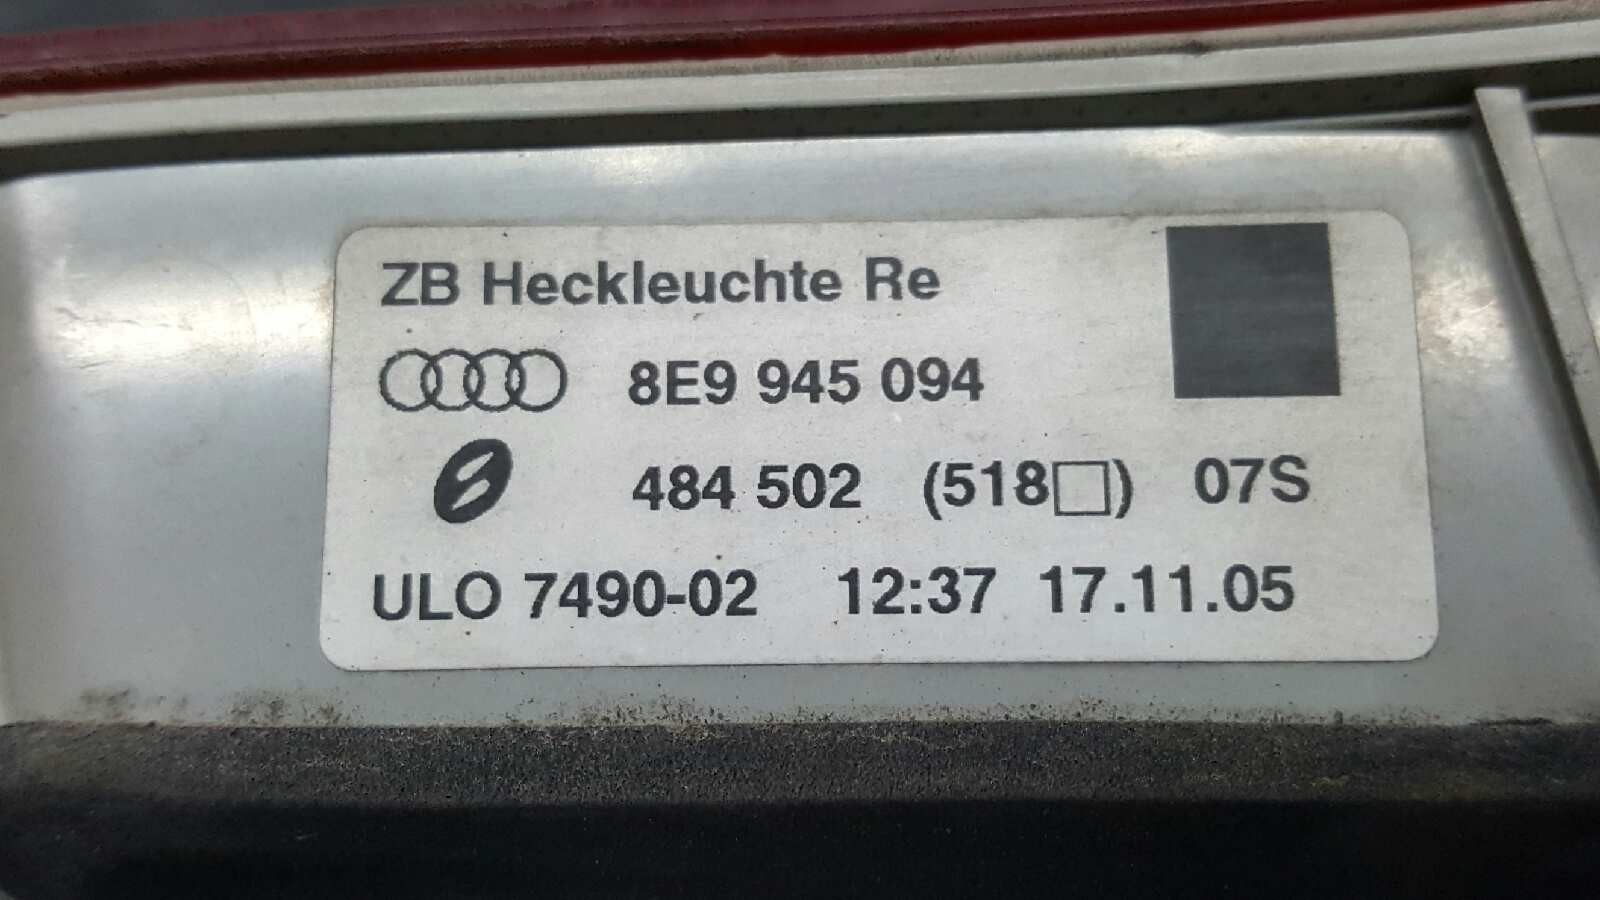 ZB Heckleuchte Re
8E9 945 094
484 502 (518□) 07S
ULO 7490-02 12:37 17.11.05